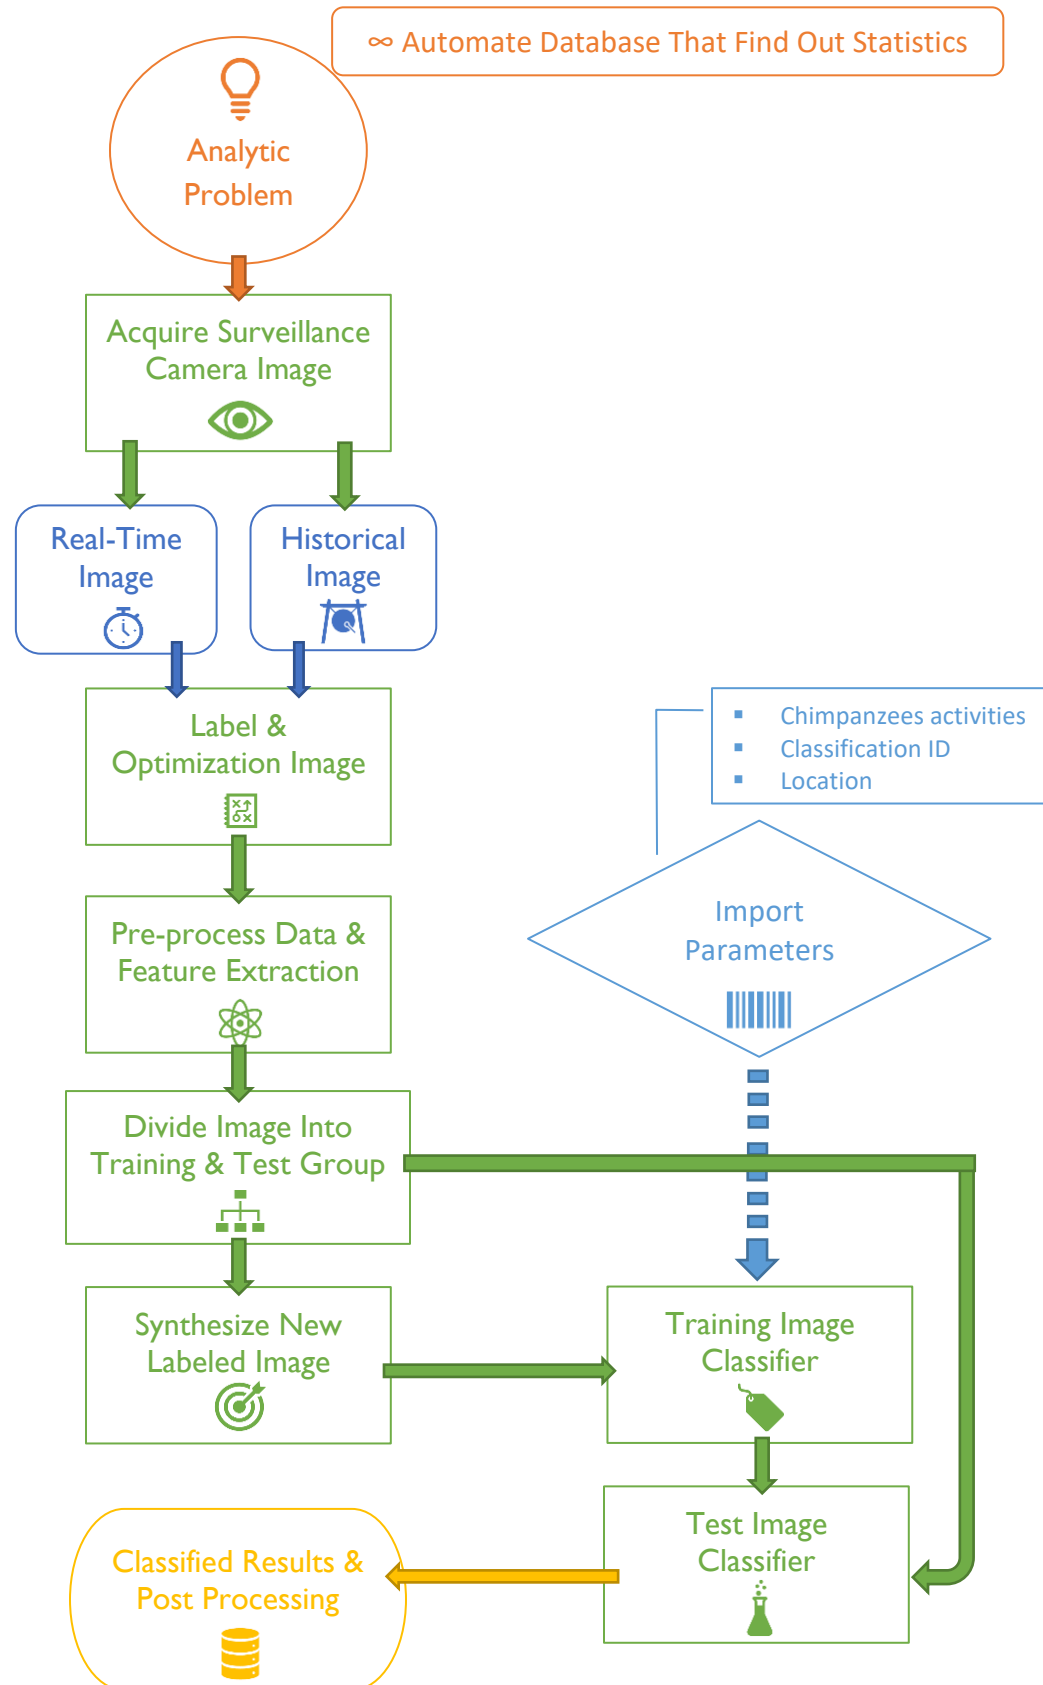 ∞ Automate Database That Find Out Statistics
Analytic
Problem
Acquire Surveillance
Camera Image
Real-Time
Image
Historical
Image
Label &
Optimization Image
▪ Chimpanzees activities
▪ Classification ID
▪ Location
Pre-process Data &
Feature Extraction
Import
Parameters
Divide Image Into
Training & Test Group
Synthesize New
Labeled Image
Training Image
Classifier
Test Image
Classifier
Classified Results &
Post Processing